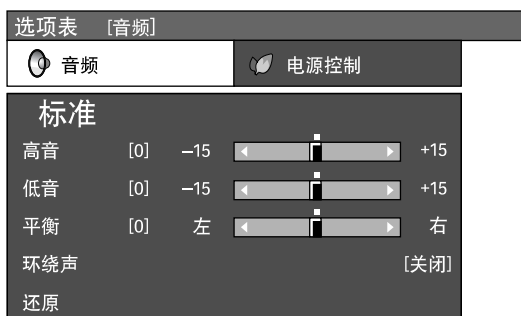 选项表 [音频]
音频 电源控制
标准
高音 [0] –15 +15
低音 [0] –15 +15
平衡 [0] 左 右
环绕声 [关闭]
还原